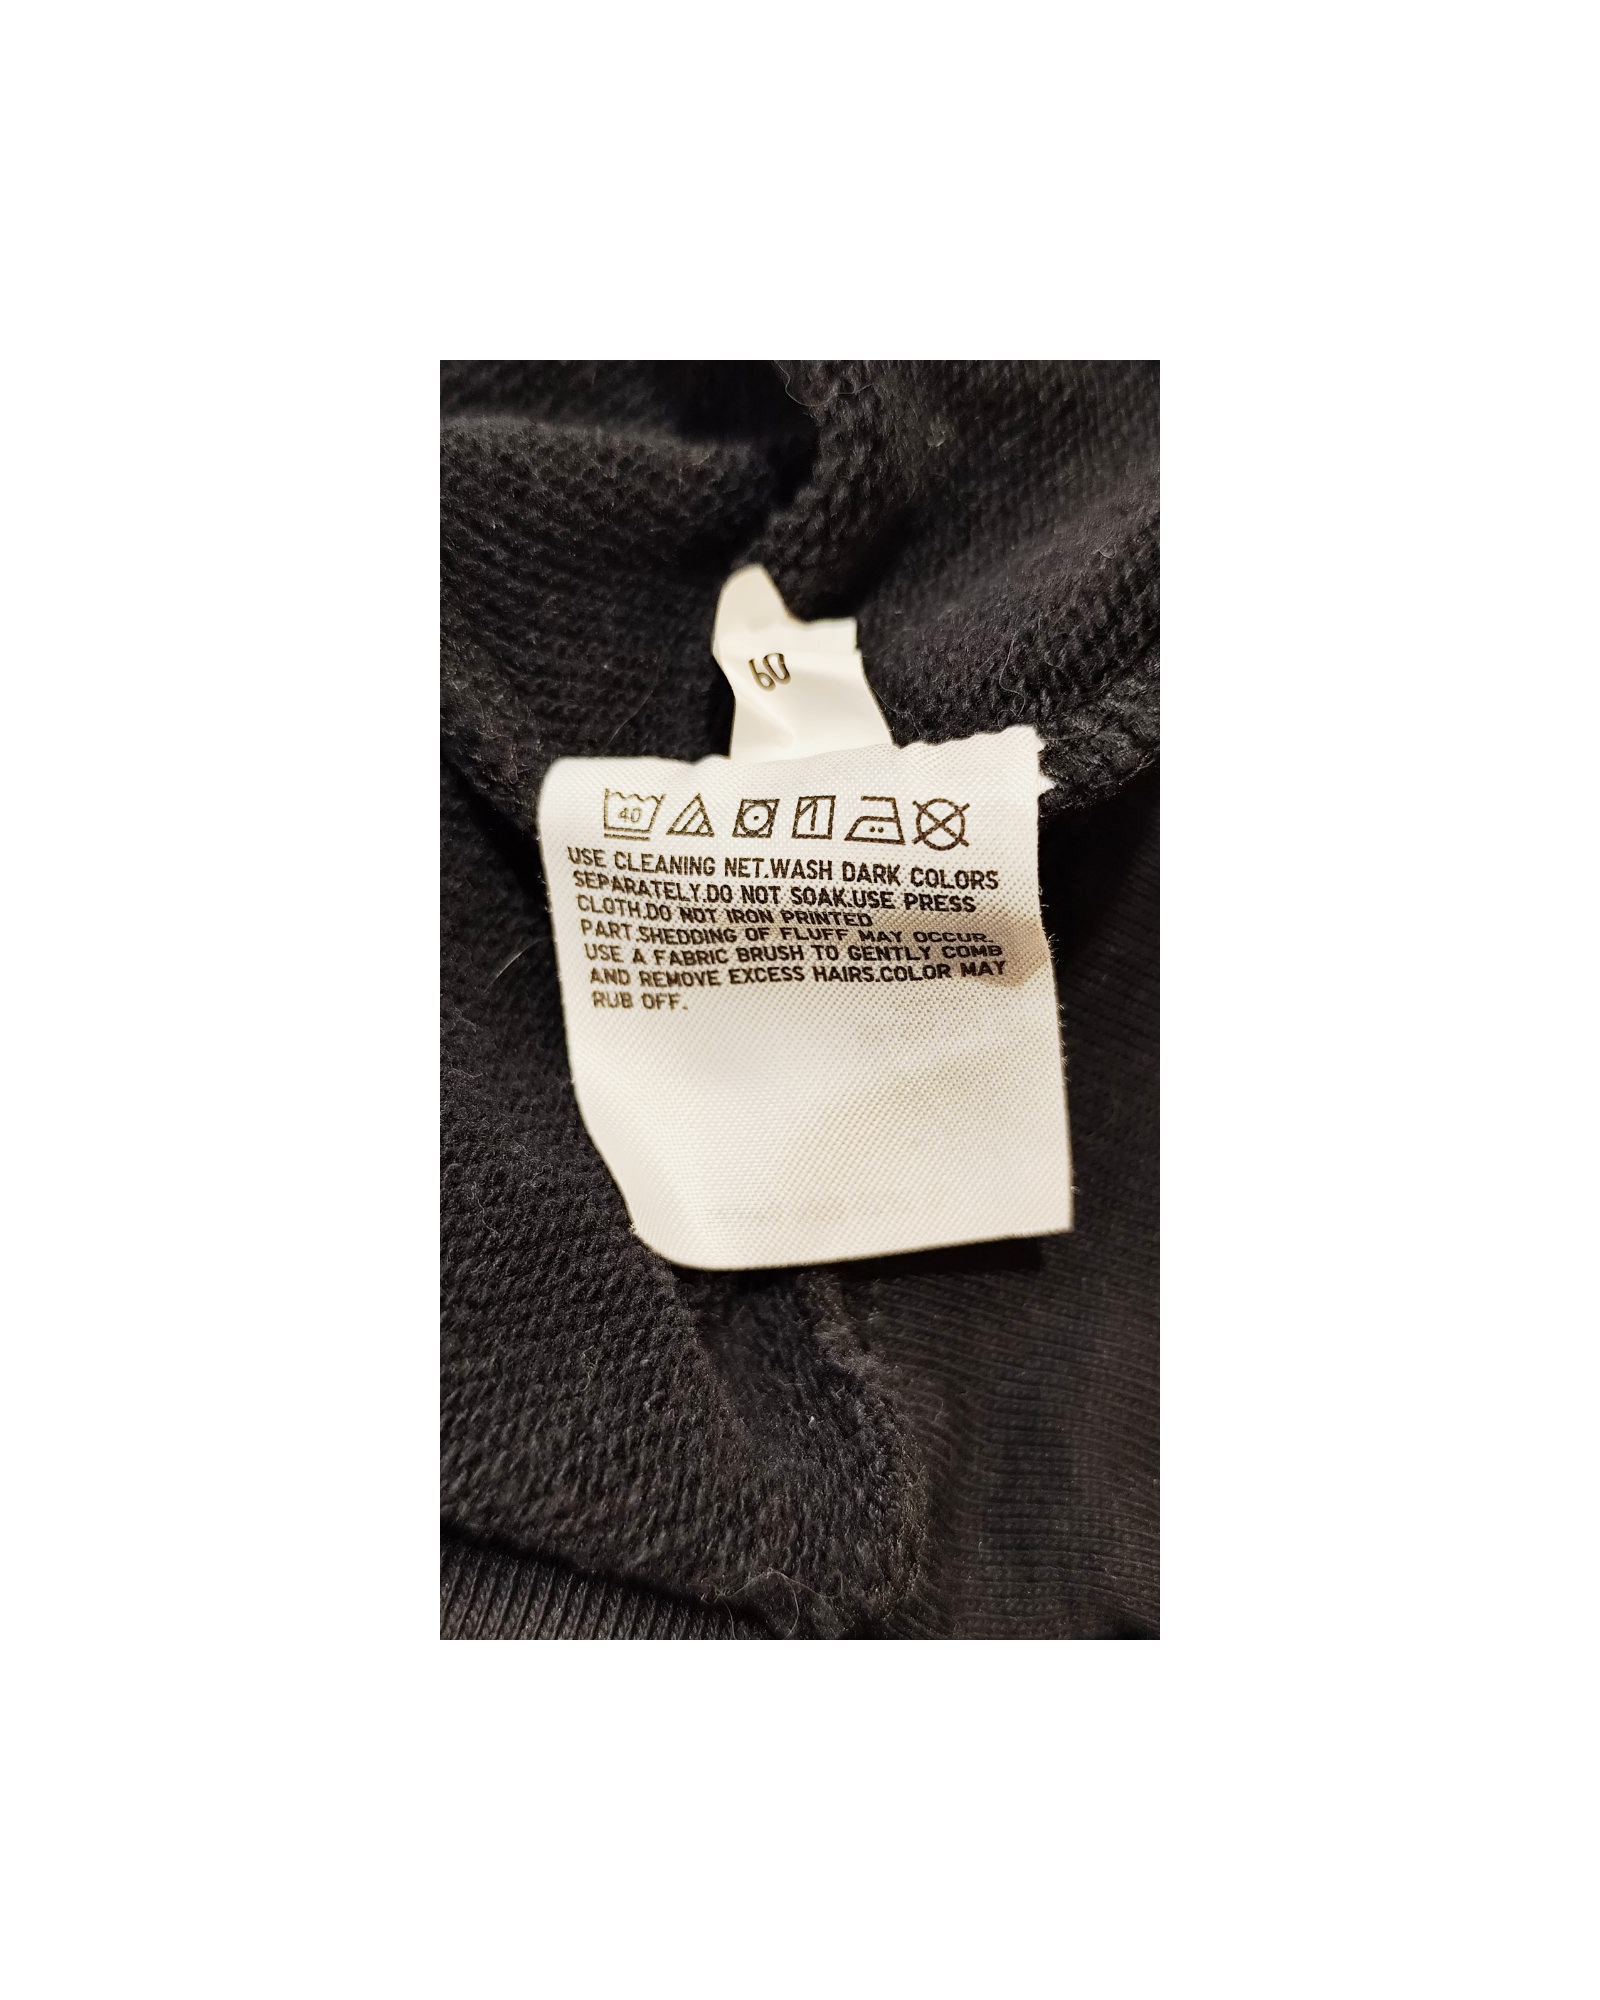 60
40
USE CLEANING NET.WASH DARK COLORS
SEPARATELY.DO NOT SOAK.USE PRESS
CLOTH.DO NOT IRON PRINTED
PART.SHEDDING OF FLUFF MAY OCCUR.
USE A FABRIC BRUSH TO GENTLY COMB
AND REMOVE EXCESS HAIRS.COLOR MAY
RUB OFF.